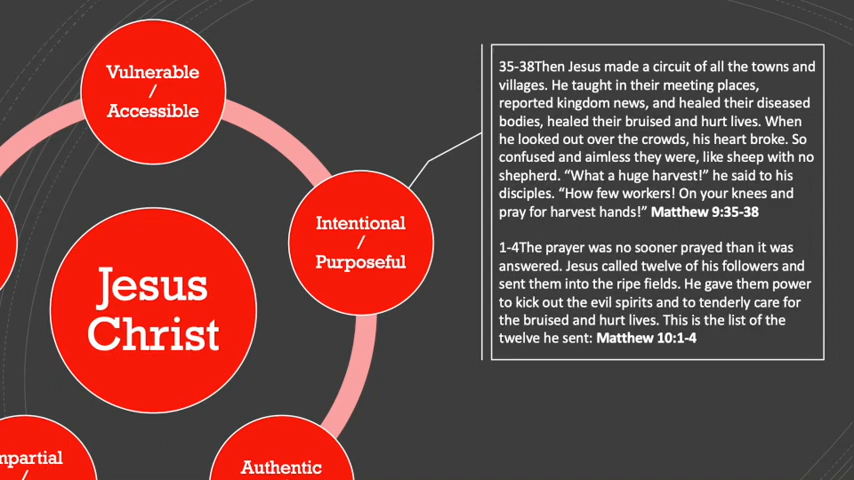 Vulnerable
/
Accessible
Intentional
/
Purposeful
Jesus
Christ
Authentic
35-38Then Jesus made a circuit of all the towns and
villages. He taught in their meeting places,
reported kingdom news, and healed their diseased
bodies, healed their bruised and hurt lives. When
he looked out over the crowds, his heart broke. So
confused and aimless they were, like sheep with no
shepherd. “What a huge harvest!” he said to his
disciples. “How few workers! On your knees and
pray for harvest hands!” Matthew 9:35-38
1-4The prayer was no sooner prayed than it was
answered. Jesus called twelve of his followers and
sent them into the ripe fields. He gave them power
to kick out the evil spirits and to tenderly care for
the bruised and hurt lives. This is the list of the
twelve he sent: Matthew 10:1-4